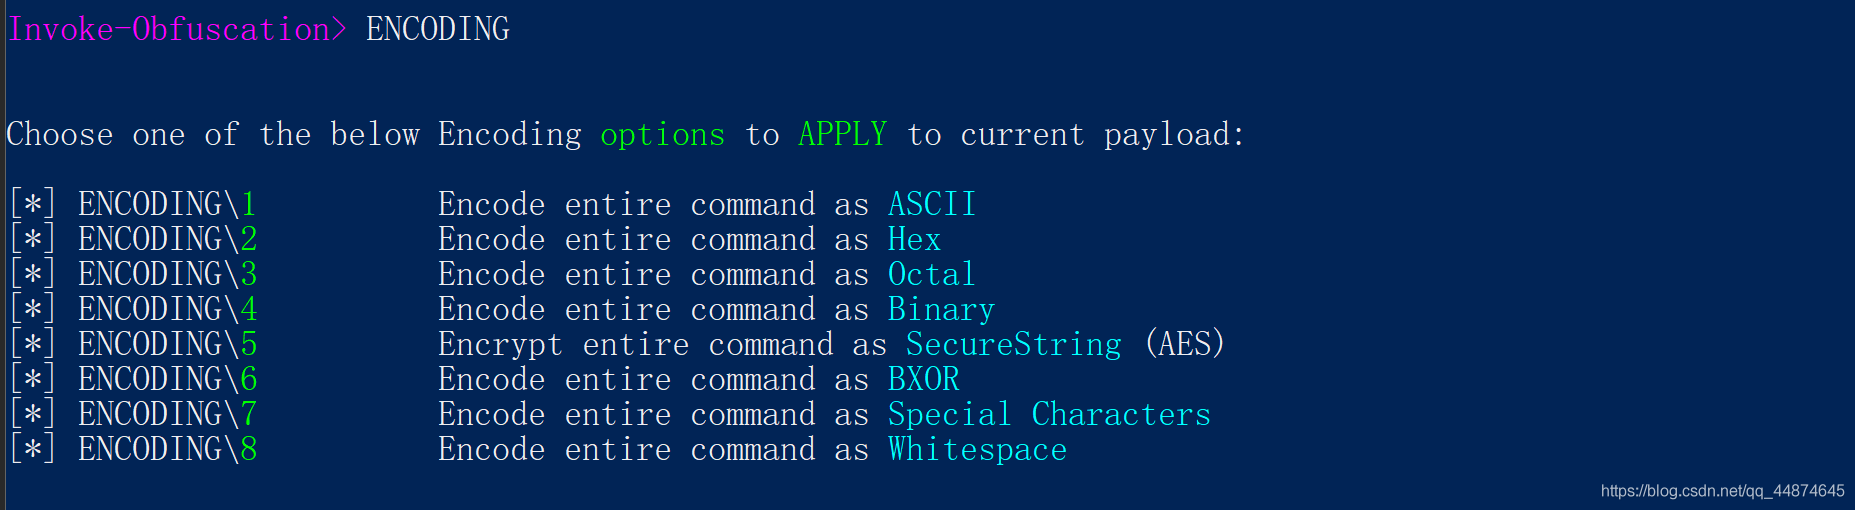 Invoke-Obfuscation> ENCODING
Choose one of the below Encoding options to APPLY to current payload:
[*] ENCODING\1 Encode entire command as ASCII
[*] ENCODING\2 Encode entire command as Hex
[*] ENCODING\3 Encode entire command as Octal
[*] ENCODING\4 Encode entire command as Binary
[*] ENCODING\5 Encrypt entire command as SecureString (AES)
[*] ENCODING\6 Encode entire command as BXOR
[*] ENCODING\7 Encode entire command as Special Characters
[*] ENCODING\8 Encode entire command as Whitespace
https://blog.csdn.net/qq_44874645